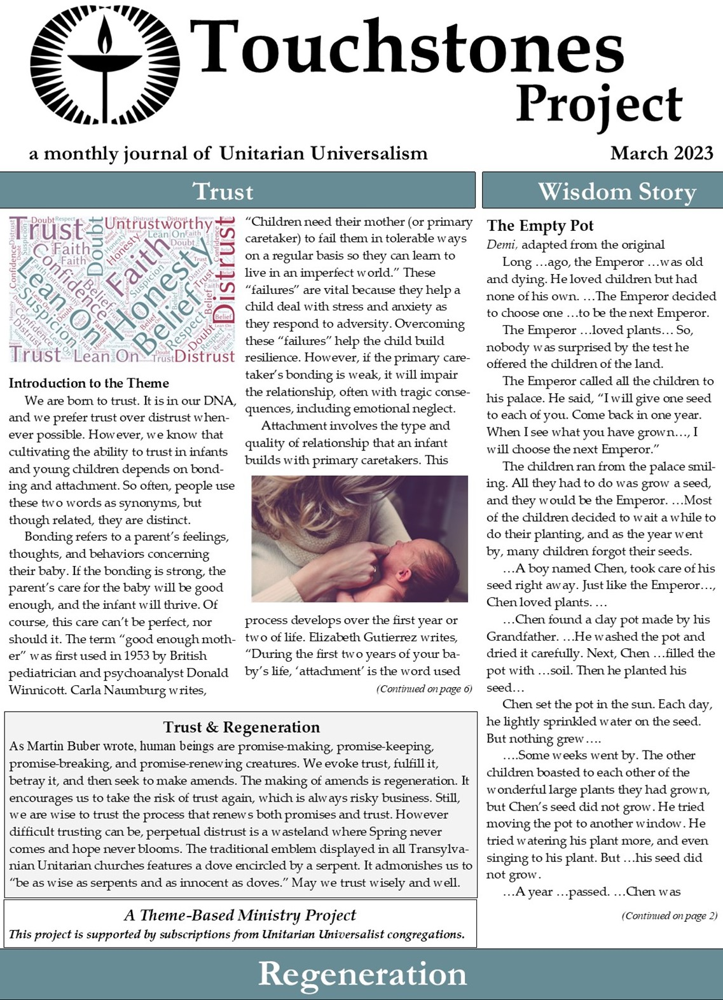 Touchstones
Project
a monthly journal of Unitarian Universalism
March 2023
Trust
Trust
Doubt
Respect
Doubt
Untrustworthy
Faith
Faith
Confidence
Lean On
Suspicion
Belief
Faith
Honesty
Belief
Honesty
Suspicion
Lean On
Doubt
Trust
Respect
Doubt
Distrust
Confidence
Distrust
Trust
Lean On
Trust
Distrust
Introduction to the Theme
We are born to trust. It is in our DNA,
and we prefer trust over distrust when-
ever possible. However, we know that
cultivating the ability to trust in infants
and young children depends on bond-
ing and attachment. So often, people use
these two words as synonyms, but
though related, they are distinct.
Bonding refers to a parent’s feelings,
thoughts, and behaviors concerning
their baby. If the bonding is strong, the
parent’s care for the baby will be good
enough, and the infant will thrive. Of
course, this care can’t be perfect, nor
should it. The term “good enough moth-
er” was first used in 1953 by British
pediatrician and psychoanalyst Donald
Winnicott. Carla Naumburg writes,
“Children need their mother (or primary
caretaker) to fail them in tolerable ways
on a regular basis so they can learn to
live in an imperfect world.” These
“failures” are vital because they help a
child deal with stress and anxiety as
they respond to adversity. Overcoming
these “failures” help the child build
resilience. However, if the primary care-
taker’s bonding is weak, it will impair
the relationship, often with tragic conse-
quences, including emotional neglect.
Attachment involves the type and
quality of relationship that an infant
builds with primary caretakers. This
process develops over the first year or
two of life. Elizabeth Gutierrez writes,
“During the first two years of your ba-
by’s life, ‘attachment’ is the word used
(Continued on page 6)
Trust & Regeneration
As Martin Buber wrote, human beings are promise-making, promise-keeping,
promise-breaking, and promise-renewing creatures. We evoke trust, fulfill it,
betray it, and then seek to make amends. The making of amends is regeneration. It
encourages us to take the risk of trust again, which is always risky business. Still,
we are wise to trust the process that renews both promises and trust. However
difficult trusting can be, perpetual distrust is a wasteland where Spring never
comes and hope never blooms. The traditional emblem displayed in all Transylva-
nian Unitarian churches features a dove encircled by a serpent. It admonishes us to
“be as wise as serpents and as innocent as doves.” May we trust wisely and well.
A Theme-Based Ministry Project
This project is supported by subscriptions from Unitarian Universalist congregations.
Wisdom Story
The Empty Pot
Demi, adapted from the original
Long …ago, the Emperor …was old
and dying. He loved children but had
none of his own. …The Emperor decided
to choose one …to be the next Emperor.
The Emperor …loved plants… So,
nobody was surprised by the test he
offered the children of the land.
The Emperor called all the children to
his palace. He said, “I will give one seed
to each of you. Come back in one year.
When I see what you have grown…, I
will choose the next Emperor.”
The children ran from the palace smil-
ing. All they had to do was grow a seed,
and they would be the Emperor. …Most
of the children decided to wait a while to
do their planting, and as the year went
by, many children forgot their seeds.
…A boy named Chen, took care of his
seed right away. Just like the Emperor…,
Chen loved plants. …
…Chen found a clay pot made by his
Grandfather. …He washed the pot and
dried it carefully. Next, Chen …filled the
pot with …soil. Then he planted his
seed…
Chen set the pot in the sun. Each day,
he lightly sprinkled water on the seed.
But nothing grew….
….Some weeks went by. The other
children boasted to each other of the
wonderful large plants they had grown,
but Chen’s seed did not grow. He tried
moving the pot to another window. He
tried watering his plant more, and even
singing to his plant. But …his seed did
not grow.
…A year …passed. …Chen was
(Continued on page 2)
Regeneration